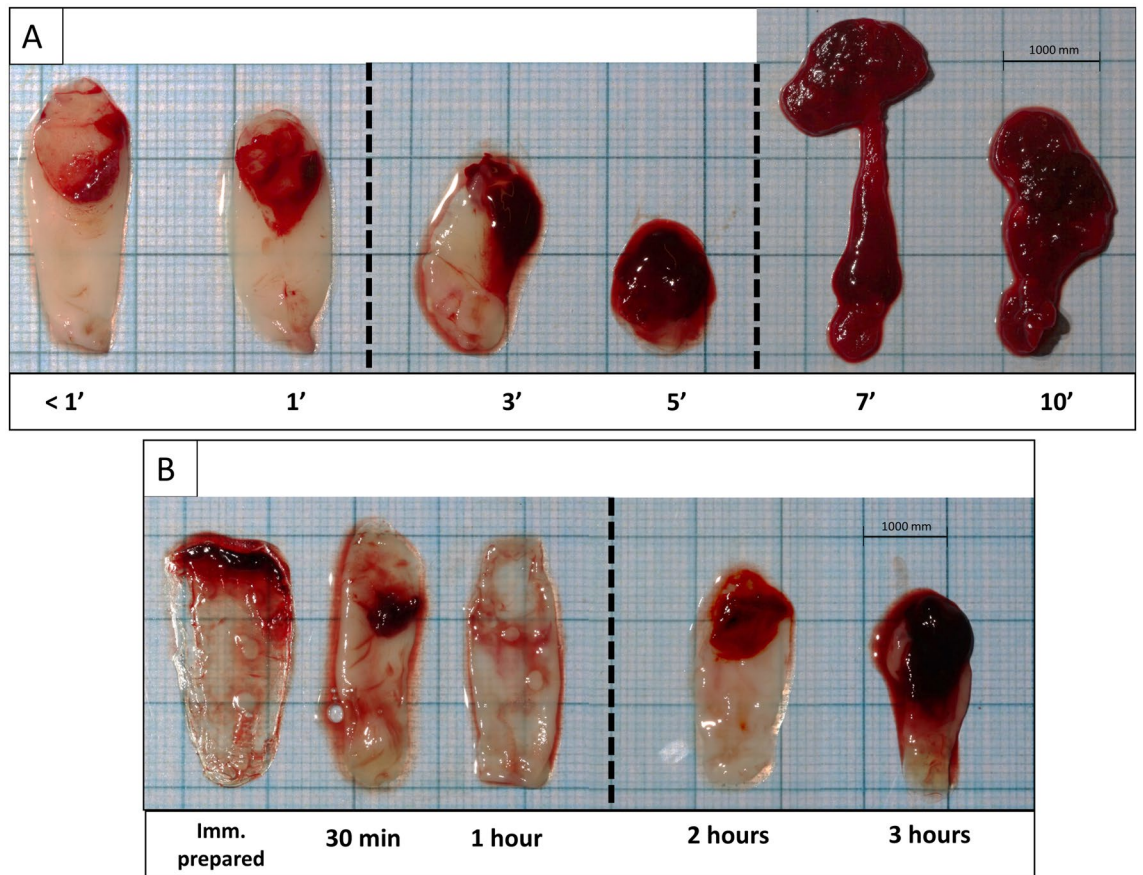 A
1000 mm
< 1’ 1’ 3’ 5’ 7’ 10’
B
1000 mm
Imm. prepared 30 min 1 hour 2 hours 3 hours